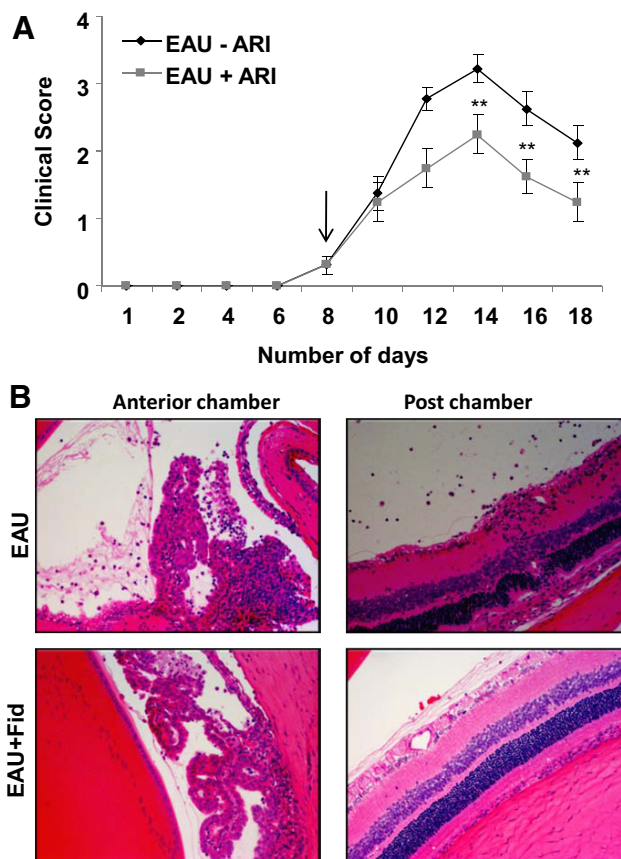 A
4
3
2
1
0
Clinical Score
EAU - ARI
EAU + ARI
**
**
**
1 2 4 6 8 10 12 14 16 18
Number of days
B
Anterior chamber Post chamber
EAU
EAU+Fid